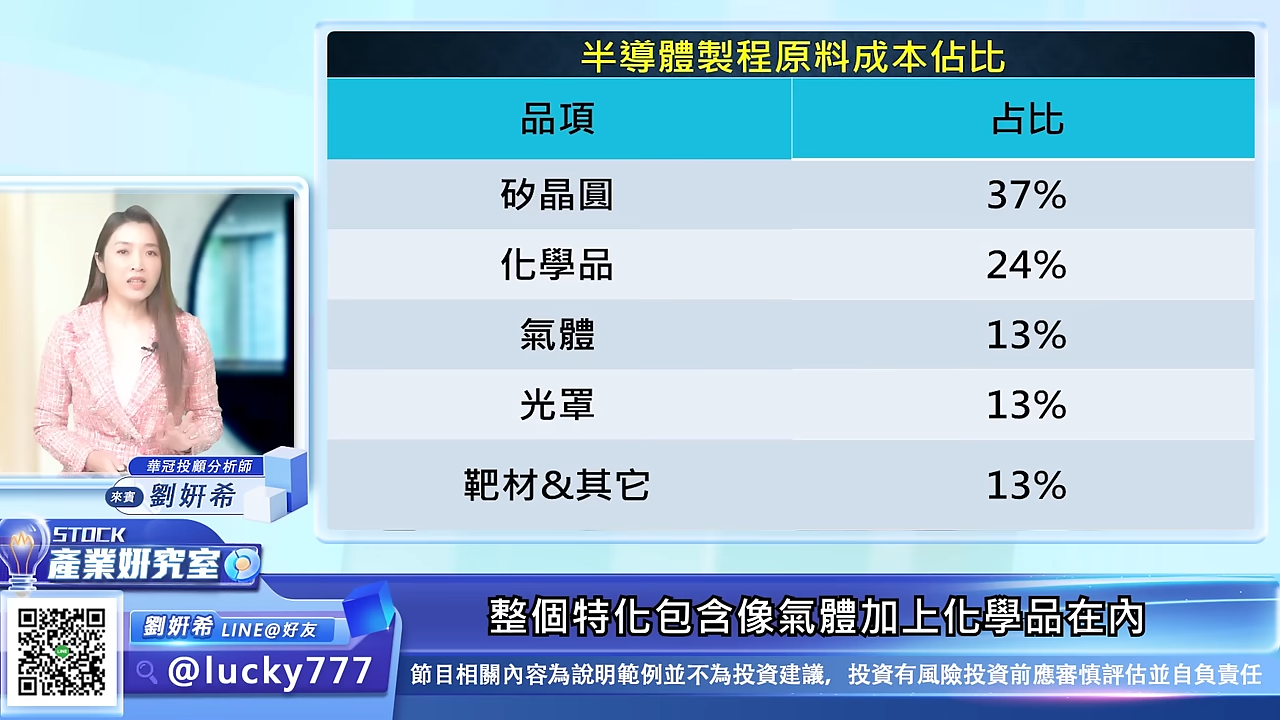 半導體製程原料成本佔比
品項 占比
矽晶圓 37%
化學品 24%
氣體 13%
光罩 13%
靶材&其它 13%
華冠投顧分析師
來賓 劉妍希
STOCK
產業妍究室
劉妍希 LINE@好友
@lucky777
LINE
整個特化包含像氣體加上化學品在內
節目相關內容為說明範例並不為投資建議，投資有風險投資前應審慎評估並自負責任